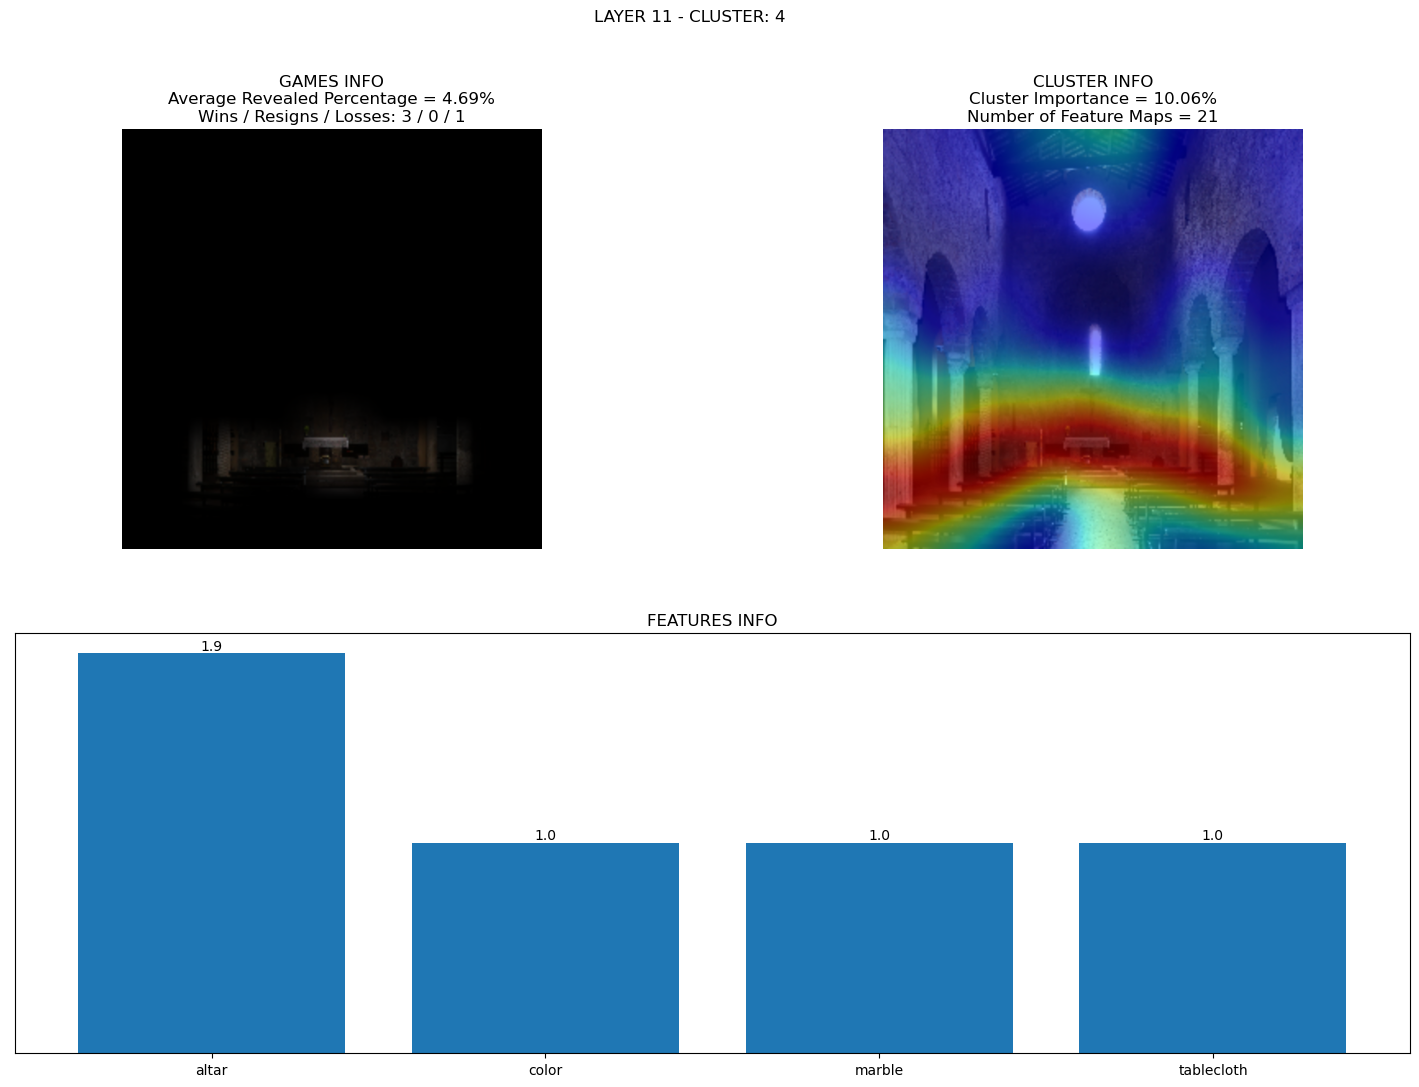 LAYER 11 - CLUSTER: 4
GAMES INFO
Average Revealed Percentage = 4.69%
Wins / Resigns / Losses: 3 / 0 / 1
CLUSTER INFO
Cluster Importance = 10.06%
Number of Feature Maps = 21
FEATURES INFO
1.9
1.0
1.0
1.0
altar
color
marble
tablecloth